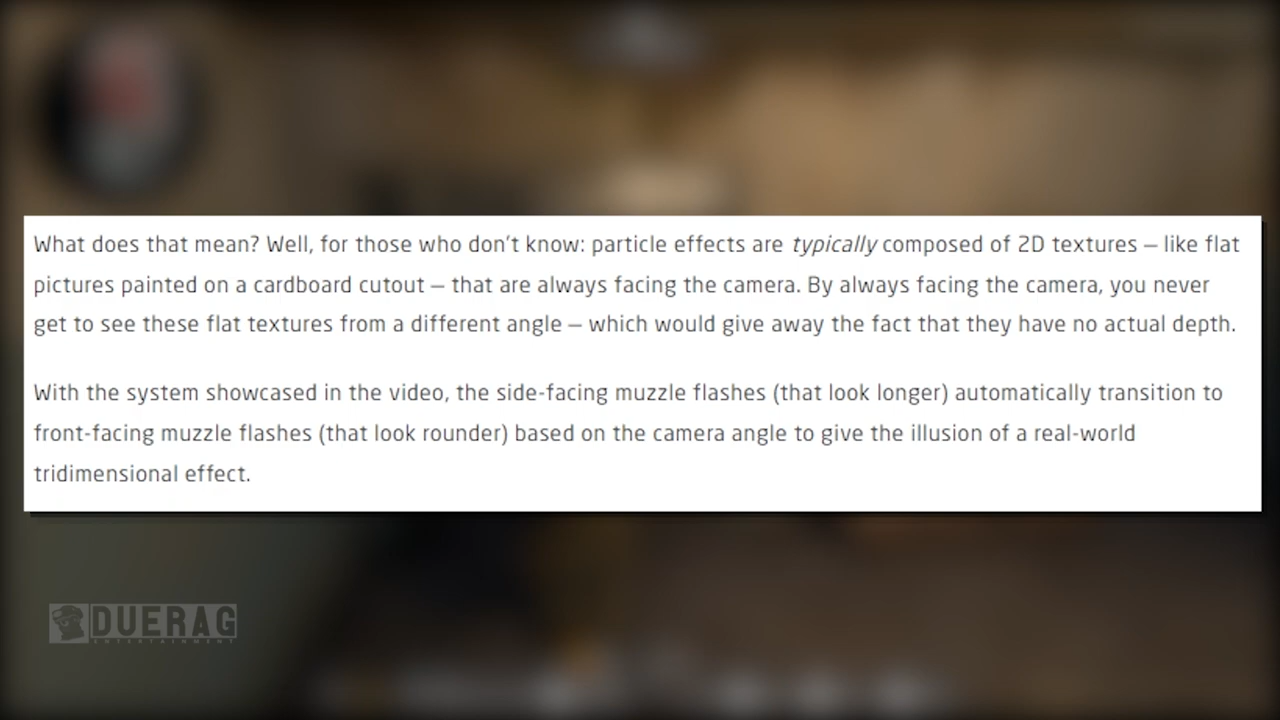 What does that mean? Well, for those who don't know: particle effects are typically composed of 2D textures – like flat
pictures painted on a cardboard cutout – that are always facing the camera. By always facing the camera, you never
get to see these flat textures from a different angle – which would give away the fact that they have no actual depth.
With the system showcased in the video, the side-facing muzzle flashes (that look longer) automatically transition to
front-facing muzzle flashes (that look rounder) based on the camera angle to give the illusion of a real-world
tridimensional effect.
DUERAG
ENTERTAINMENT